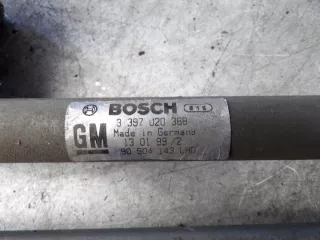 BOSCH
3 397 020 368
GM
Made in Germany
13 01 99 / 2
90 504 143 LHD